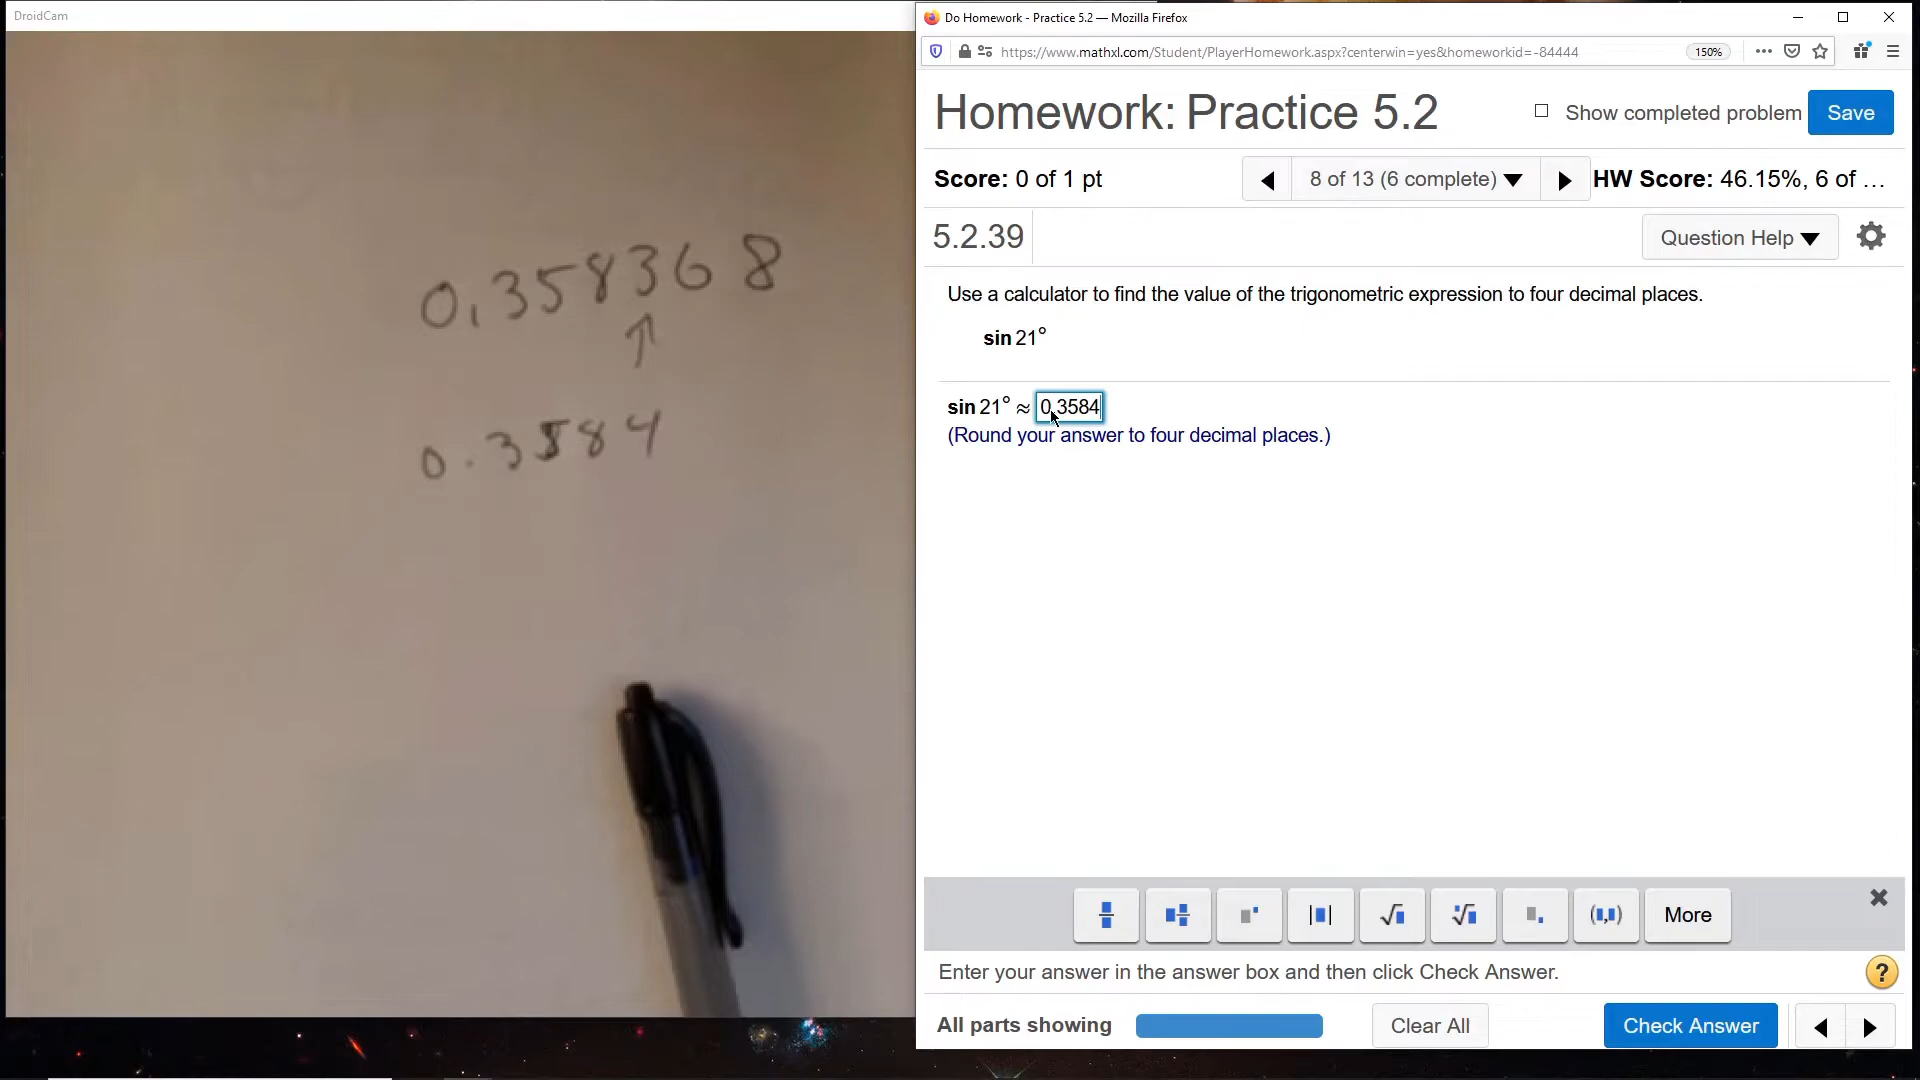 DroidCam
0.358368
↑
0.3584
Do Homework - Practice 5.2 — Mozilla Firefox
https://www.mathxl.com/Student/PlayerHomework.aspx?centerwin=yes&homeworkid=-84444
150%
Homework: Practice 5.2
Show completed problem
Save
Score: 0 of 1 pt
8 of 13 (6 complete)
HW Score: 46.15%, 6 of ...
5.2.39
Question Help
Use a calculator to find the value of the trigonometric expression to four decimal places.
sin 21°
sin 21° ≈ 0.3584
(Round your answer to four decimal places.)
More
Enter your answer in the answer box and then click Check Answer.
?
All parts showing
Clear All
Check Answer